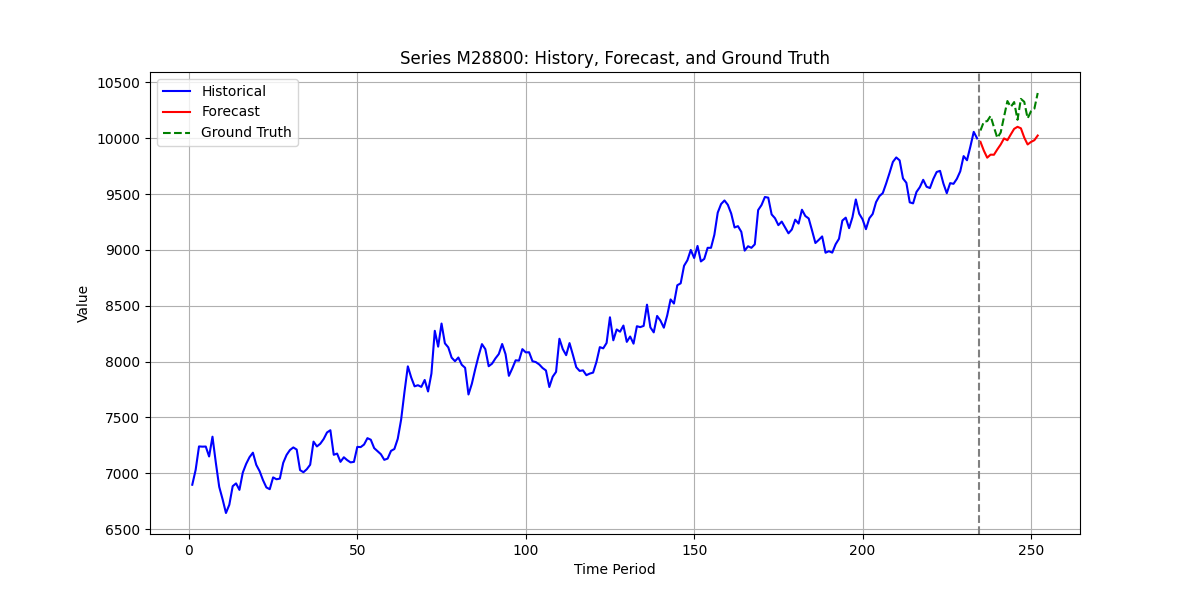 Series M28800: History, Forecast, and Ground Truth
10500
10000
9500
9000
8500
8000
7500
7000
6500
Value
Historical
Forecast
Ground Truth
0
50
100
150
200
250
Time Period